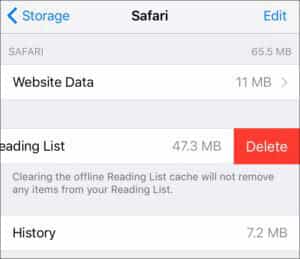 Storage Safari Edit
SAFARI 65.5 MB
Website Data 11 MB
eading List 47.3 MB Delete
Clearing the offline Reading List cache will not remove
any items from your Reading List.
History 7.2 MB